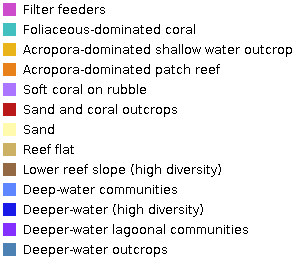 Filter feeders
Foliaceous-dominated coral
Acropora-dominated shallow water outcrop
Acropora-dominated patch reef
Soft coral on rubble
Sand and coral outcrops
Sand
Reef flat
Lower reef slope (high diversity)
Deep-water communities
Deeper-water (high diversity)
Deeper-water lagoonal communities
Deeper-water outcrops